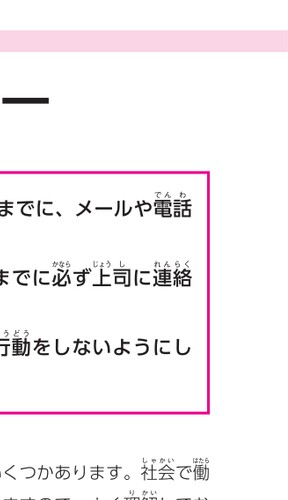 ー
までに、メールや電話
までに必ず上司に連絡
行動をしないようにし
くつかあります。社会で働